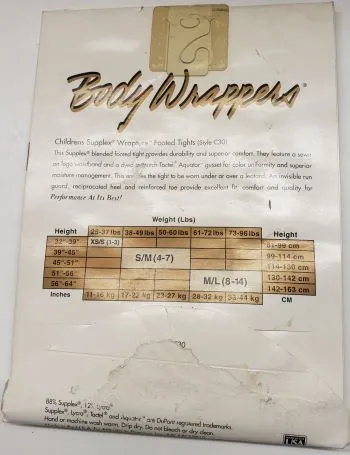 Body Wrappers®
Childrens Supplex® Wrapture™ Footed Tights (Style C30)
This Supplex® blended footed tight provides durability and superior comfort. They feature a sewn
on logo waistband and a dyed to match Tactel® Aquator™ gusset for color uniformity and superior
moisture management. This enables the tight to be worn under or over a leotard. An invisible run
guard, reciprocated heel and reinforced toe provide excellent fit, comfort and quality for
Performance At Its Best!
Weight (Lbs)
Height 25-37 lbs 38-49 lbs 50-60 lbs 61-72 lbs 73-96 lbs Height
32"-39" XS/S (1-3) 81-99 cm
39"-45" S/M (4-7) 99-114 cm
45"-51" 114-130 cm
51"-56" M/L (8-14) 130-142 cm
56"-64" 142-163 cm
Inches 11-16 kg 17-22 kg 23-27 kg 28-32 kg 33-44 kg CM
88% Supplex®, 12% Lycra®
Supplex®, Lycra®, Tactel® and Aquator™ are DuPont registered trademarks.
Hand or machine wash warm. Drip dry. Do not bleach or dry clean.
USA